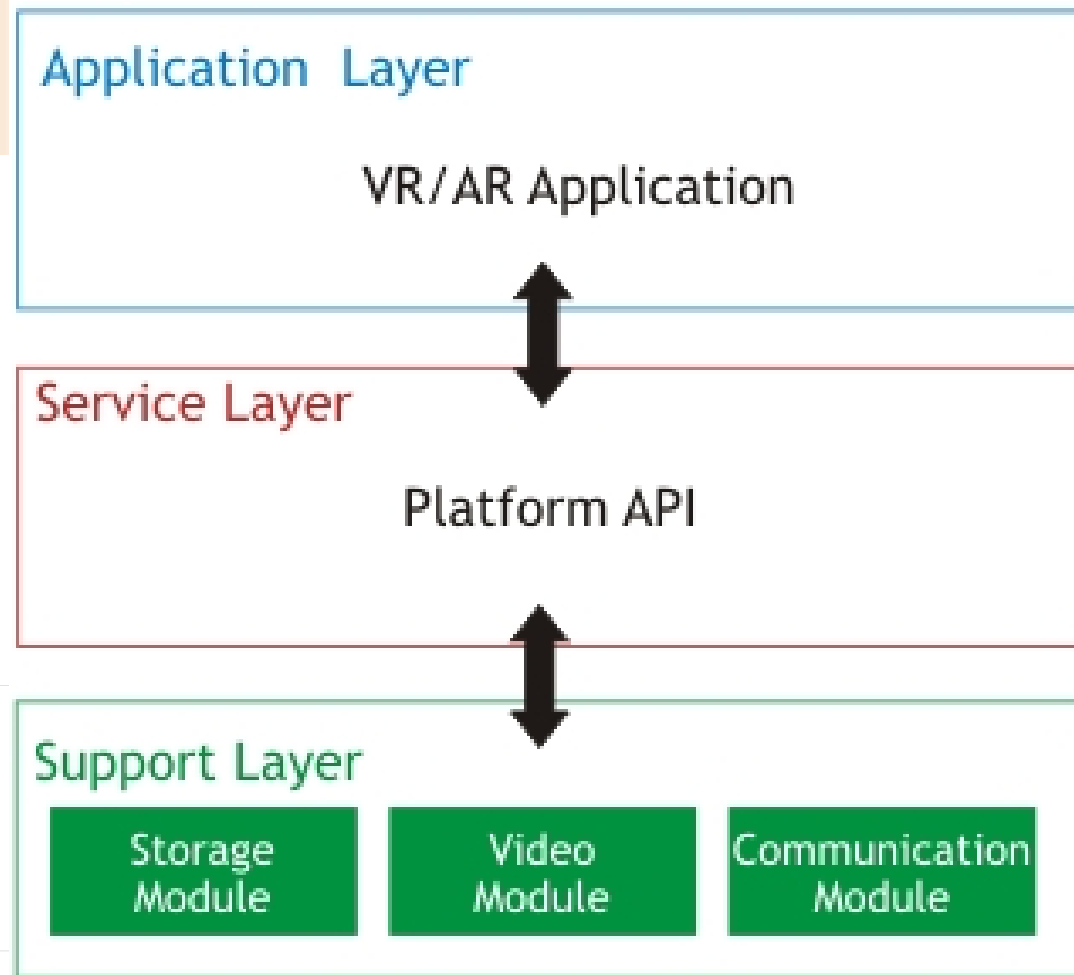 Application Layer
VR/AR Application
Service Layer
Platform API
Support Layer
Storage
Module
Video
Module
Communication
Module